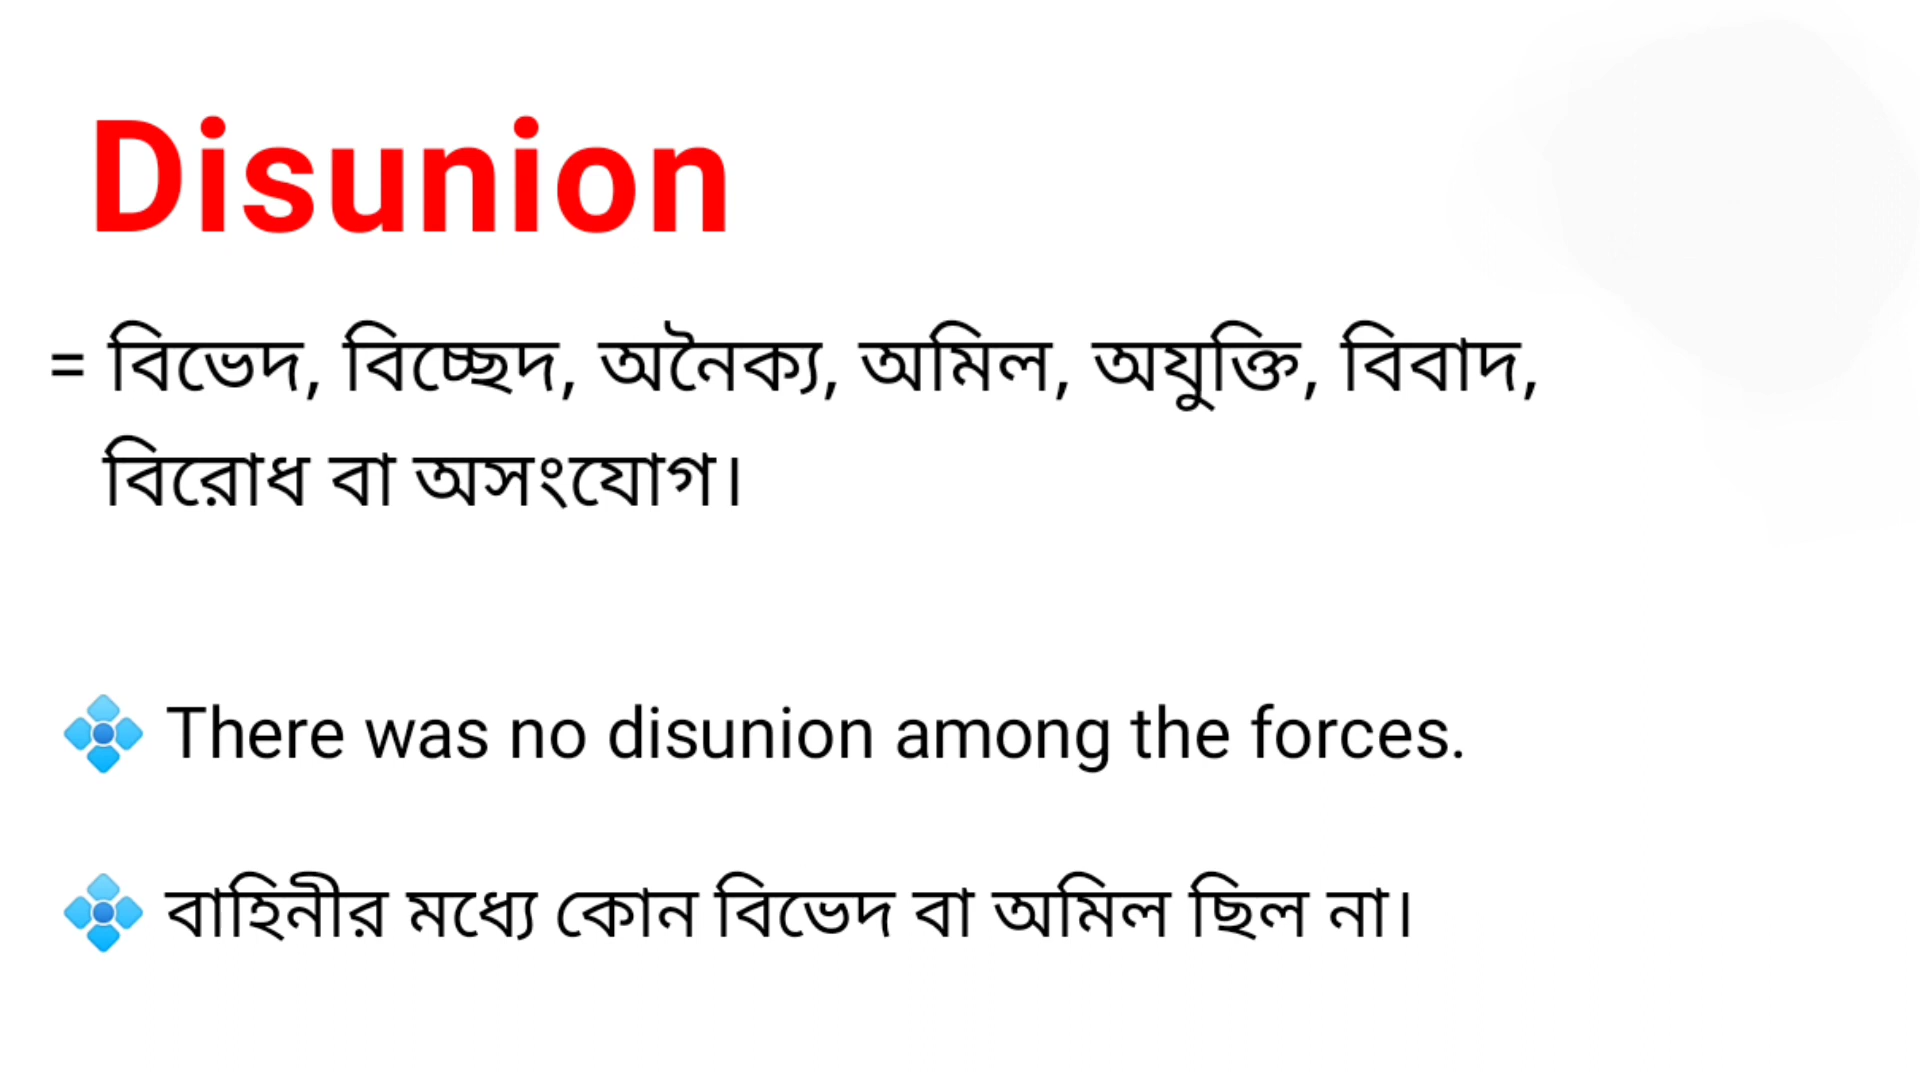 Disunion
= বিভেদ, বিচ্ছেদ, অনৈক্য, অমিল, অযুক্তি, বিবাদ,
বিরোধ বা অসংযোগ।
💠 There was no disunion among the forces.
💠 বাহিনীর মধ্যে কোন বিভেদ বা অমিল ছিল না।